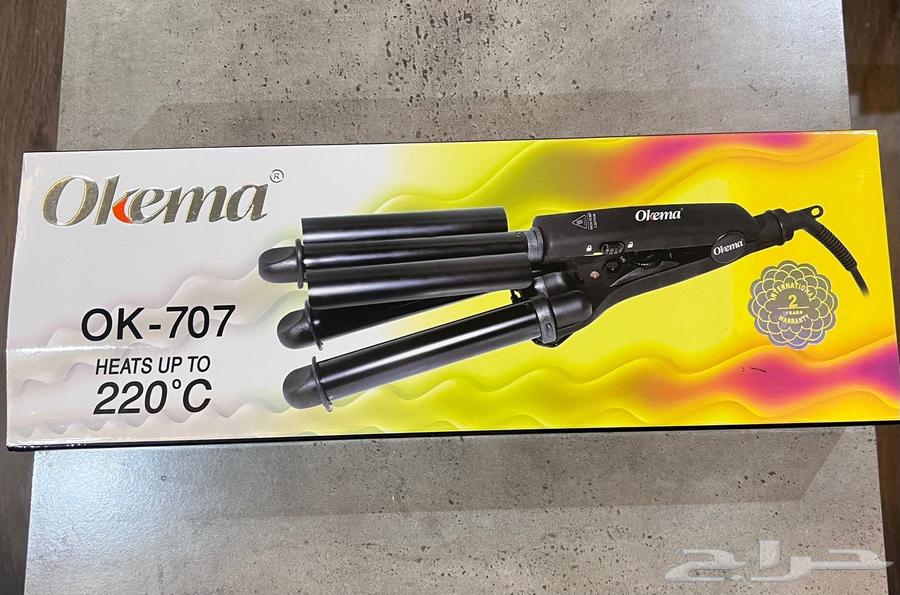 Okema®
OK-707
HEATS UP TO
220°C
Okema
Okema
INTERNATIONAL
2
YEARS
WARRANTY
حراج